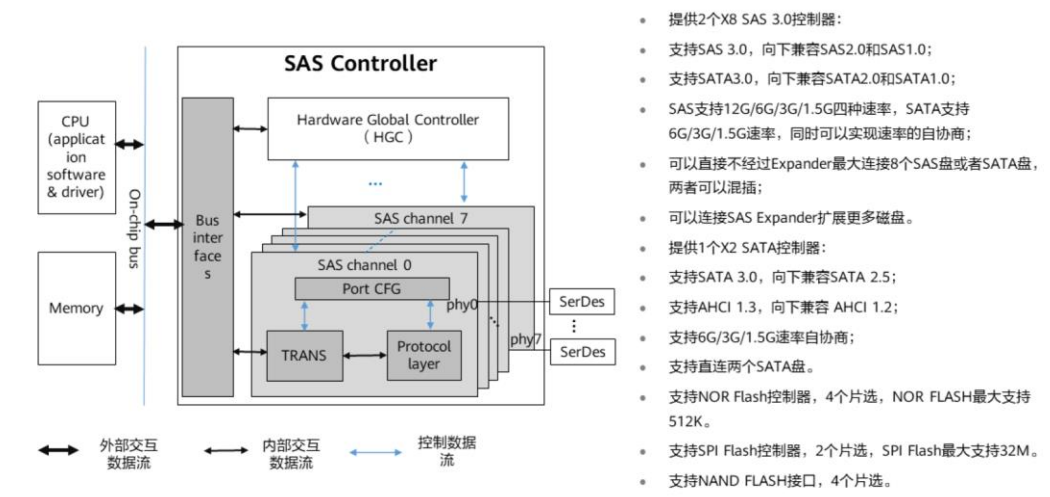 SAS Controller
CPU
(applicat
ion
software
& driver)
On-chip bus
Memory
Bus
inter
face
s
Hardware Global Controller
（HGC）
...
SAS channel 7
SAS channel 0
Port CFG
TRANS
Protocol
layer
phy0
phy7
SerDes
SerDes
外部交互
数据流
内部交互
数据流
控制数据
流
• 提供2个X8 SAS 3.0控制器：
• 支持SAS 3.0，向下兼容SAS2.0和SAS1.0；
• 支持SATA3.0，向下兼容SATA2.0和SATA1.0；
• SAS支持12G/6G/3G/1.5G四种速率，SATA支持
6G/3G/1.5G速率，同时可以实现速率的自协商；
• 可以直接不经过Expander最大连接8个SAS盘或者SATA盘，
两者可以混插；
• 可以连接SAS Expander扩展更多磁盘。
• 提供1个X2 SATA控制器：
• 支持SATA 3.0，向下兼容SATA 2.5；
• 支持AHCI 1.3，向下兼容 AHCI 1.2；
• 支持6G/3G/1.5G速率自协商；
• 支持直连两个SATA盘。
• 支持NOR Flash控制器，4个片选，NOR FLASH最大支持
512K。
• 支持SPI Flash控制器，2个片选，SPI Flash最大支持32M。
• 支持NAND FLASH接口，4个片选。